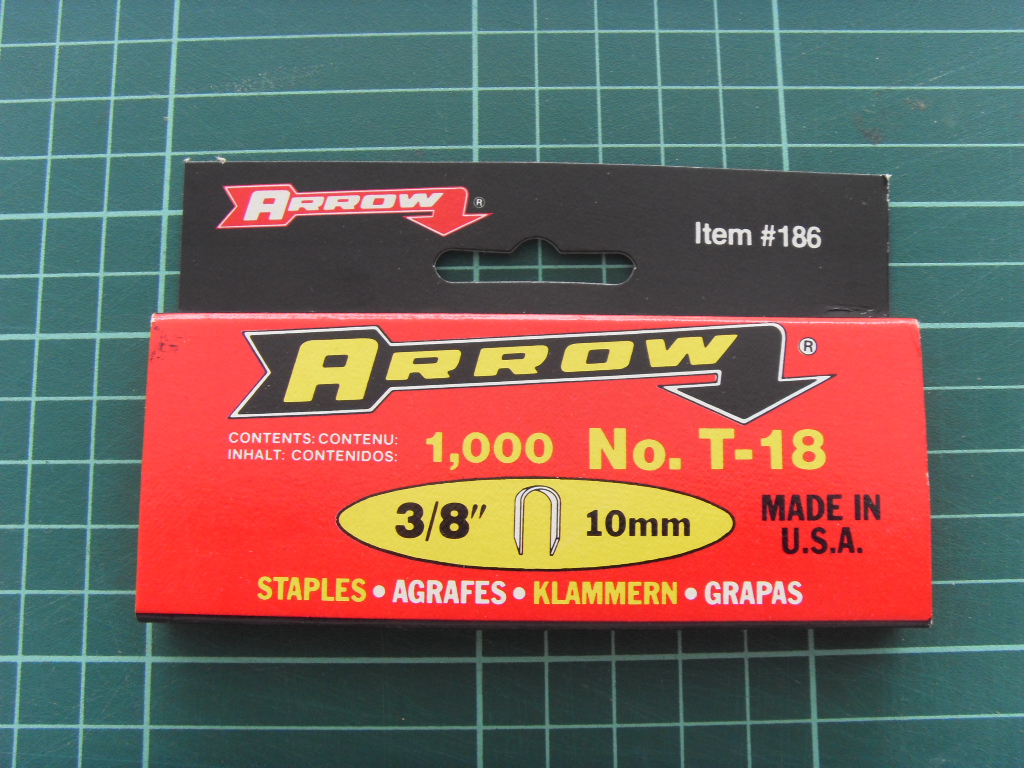 ARROW ®
Item #186
ARROW ®
CONTENTS: CONTENU:
INHALT: CONTENIDOS:
1,000 No. T-18
3/8" 10mm
MADE IN
U.S.A.
STAPLES • AGRAFES • KLAMMERN • GRAPAS